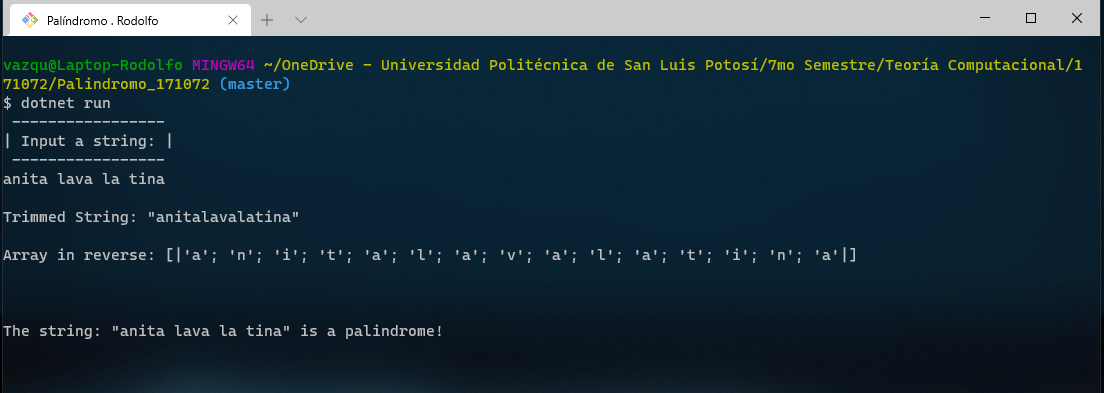 Palíndromo . Rodolfo
vazqu@Laptop-Rodolfo MINGW64 ~/OneDrive - Universidad Politécnica de San Luis Potosí/7mo Semestre/Teoría Computacional/1
71072/Palindromo_171072 (master)
$ dotnet run
 -----------------
| Input a string: |
 -----------------
anita lava la tina
Trimmed String: "anitalavalatina"
Array in reverse: [|'a'; 'n'; 'i'; 't'; 'a'; 'l'; 'a'; 'v'; 'a'; 'l'; 'a'; 't'; 'i'; 'n'; 'a'|]
The string: "anita lava la tina" is a palindrome!